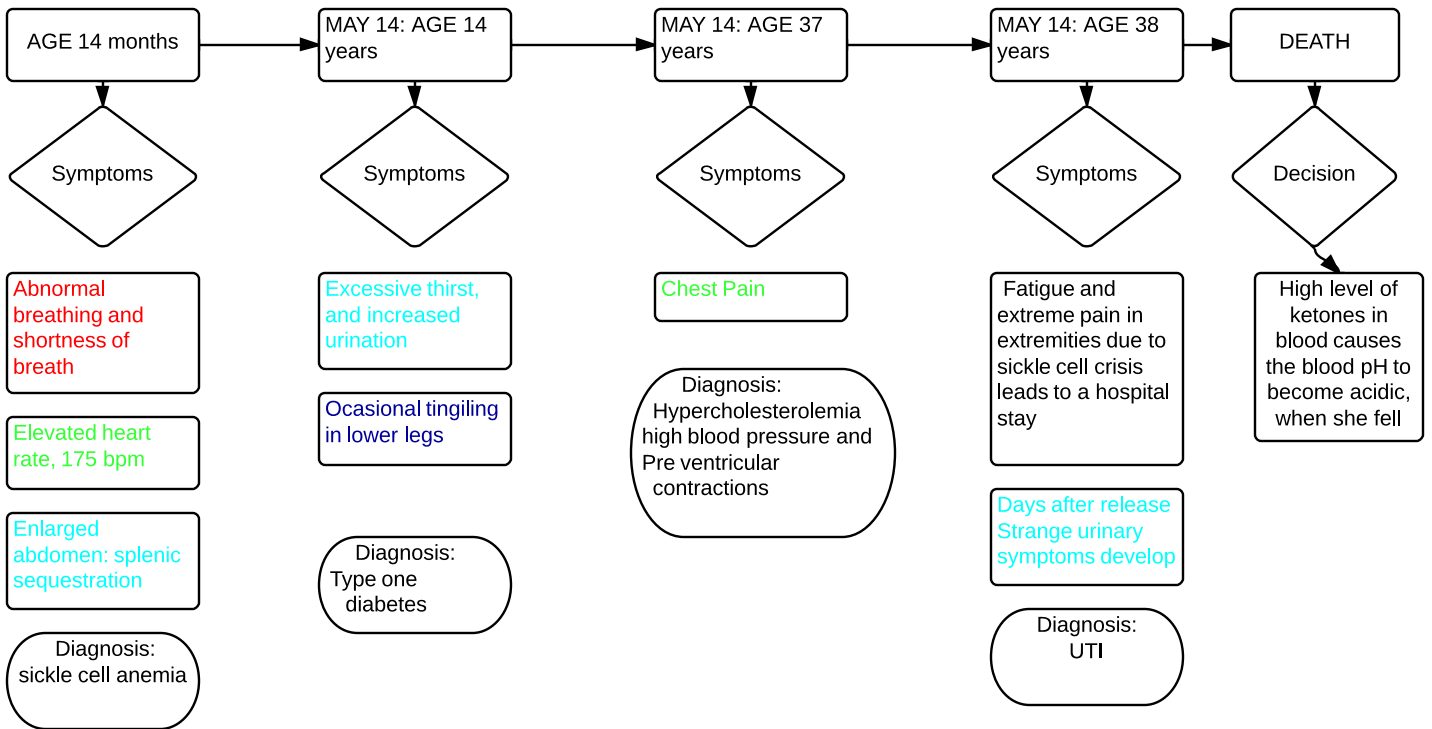 AGE 14 months
MAY 14: AGE 14
years
MAY 14: AGE 37
years
MAY 14: AGE 38
years
DEATH
Symptoms
Symptoms
Symptoms
Symptoms
Decision
Abnormal
breathing and
shortness of
breath
Elevated heart
rate, 175 bpm
Enlarged
abdomen: splenic
sequestration
Diagnosis:
sickle cell anemia
Excessive thirst,
and increased
urination
Ocasional tingiling
in lower legs
Diagnosis:
Type one
diabetes
Chest Pain
Diagnosis:
Hypercholesterolemia
high blood pressure and
Pre ventricular
contractions
Fatigue and
extreme pain in
extremities due to
sickle cell crisis
leads to a hospital
stay
Days after release
Strange urinary
symptoms develop
Diagnosis:
UTI
High level of
ketones in
blood causes
the blood pH to
become acidic,
when she fell